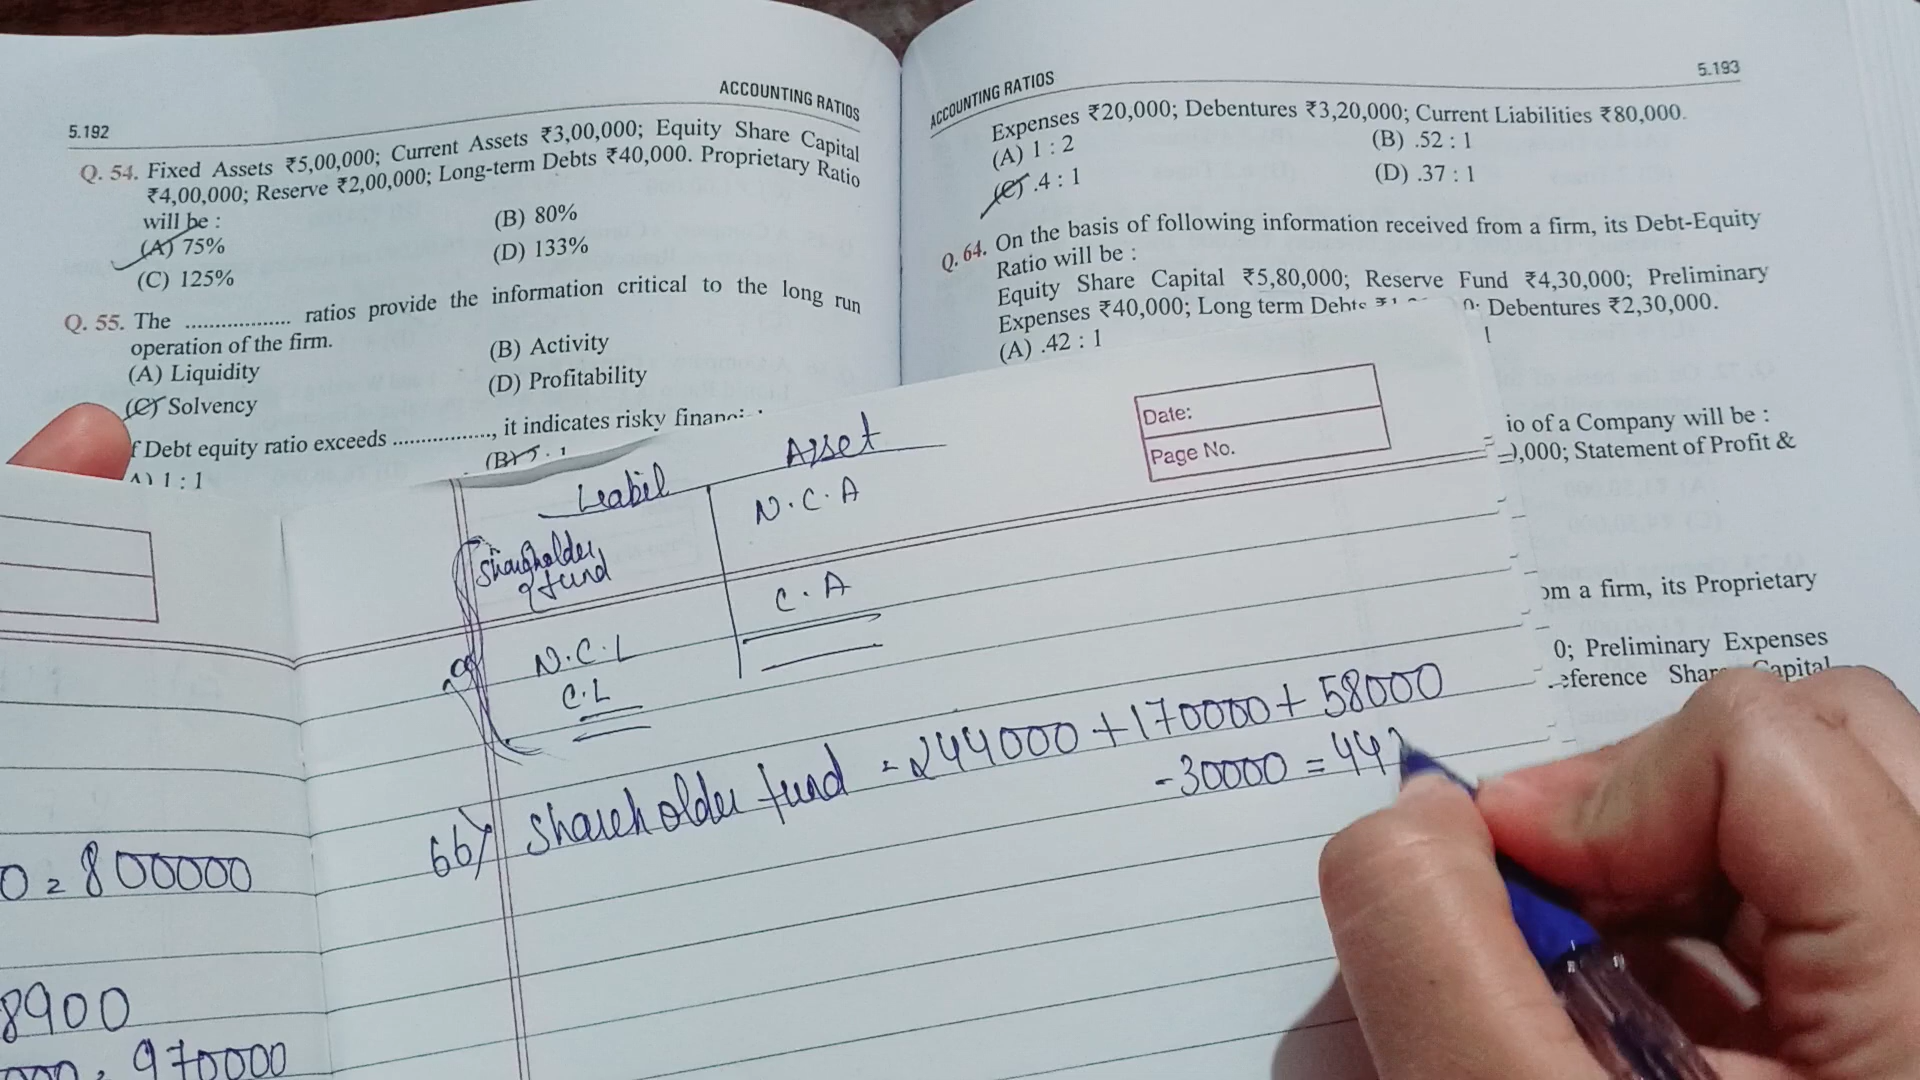 5.192
ACCOUNTING RATIOS
Q. 54. Fixed Assets ₹5,00,000; Current Assets ₹3,00,000; Equity Share Capital
₹4,00,000; Reserve ₹2,00,000; Long-term Debts ₹40,000. Proprietary Ratio
will be :
(A) 75%
(B) 80%
(C) 125%
(D) 133%
Q. 55. The .................. ratios provide the information critical to the long run
operation of the firm.
(A) Liquidity
(B) Activity
(C) Solvency
(D) Profitability
f Debt equity ratio exceeds .................., it indicates risky
A) 1 : 1
(B)
ACCOUNTING RATIOS
5.193
Expenses ₹20,000; Debentures ₹3,20,000; Current Liabilities ₹80,000.
(A) 1 : 2
(B) .52 : 1
(C) .4 : 1
(D) .37 : 1
Q. 64. On the basis of following information received from a firm, its Debt-Equity
Ratio will be :
Equity Share Capital ₹5,80,000; Reserve Fund ₹4,30,000; Preliminary
Expenses ₹40,000; Long term Debts Debentures ₹2,30,000.
(A) .42 : 1
1
io of a Company will be :
),000; Statement of Profit &
om a firm, its Proprietary
0; Preliminary Expenses
eference Share Capital
Date:
Page No.
Leabil
Asset
Shareholder
fund
N.C.A
C.A
N.C.L
C.L
66) Shareholder fund = 244000 + 170000 + 58000
- 30000 = 44
0 = 800000
8900
970000